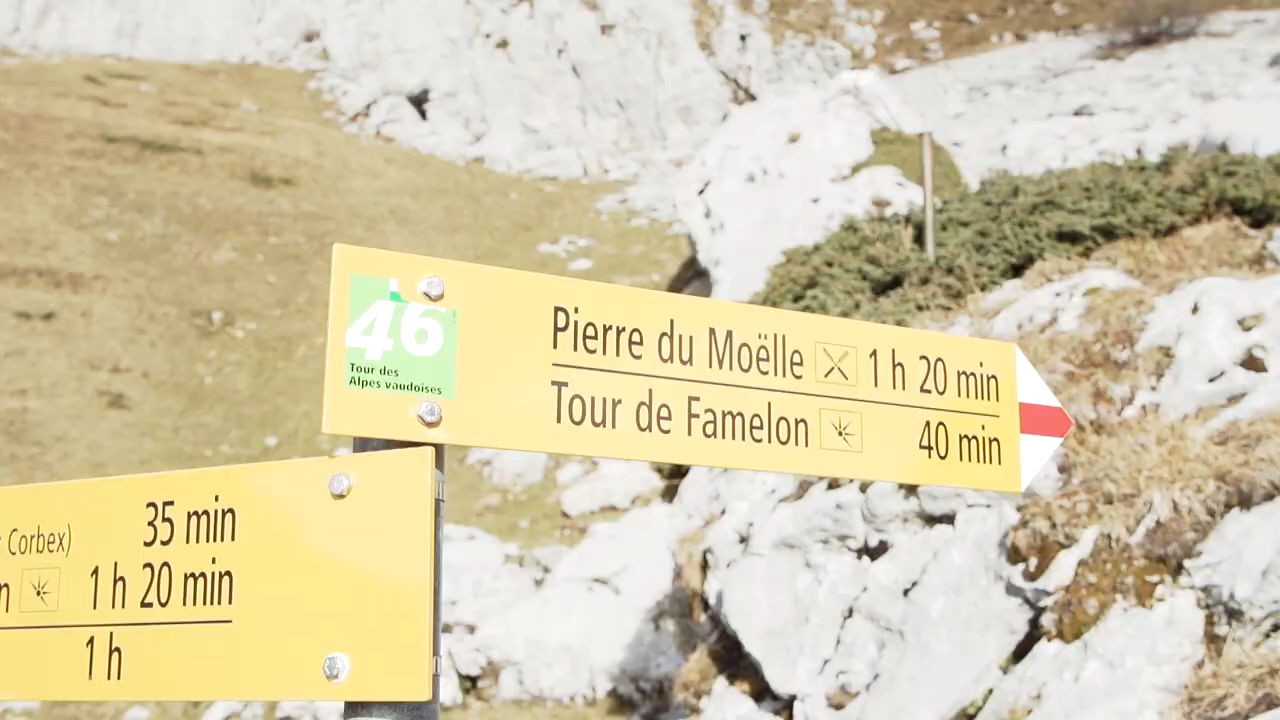 46
Tour des
Alpes vaudoises
Pierre du Moëlle 1 h 20 min
Tour de Famelon 40 min
Corbex) 35 min
1 h 20 min
1 h